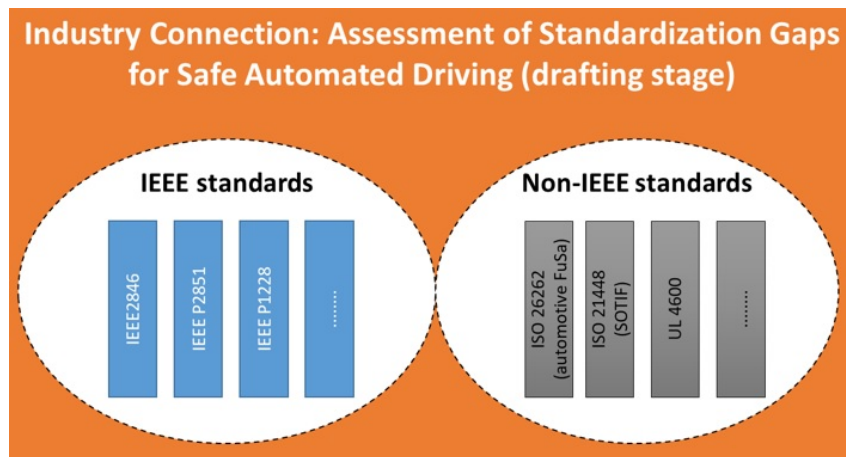 Industry Connection: Assessment of Standardization Gaps
for Safe Automated Driving (drafting stage)
IEEE standards
IEEE2846
IEEE P2851
IEEE P1228
........
Non-IEEE standards
ISO 26262
(automotive FuSa)
ISO 21448
(SOTIF)
UL 4600
........